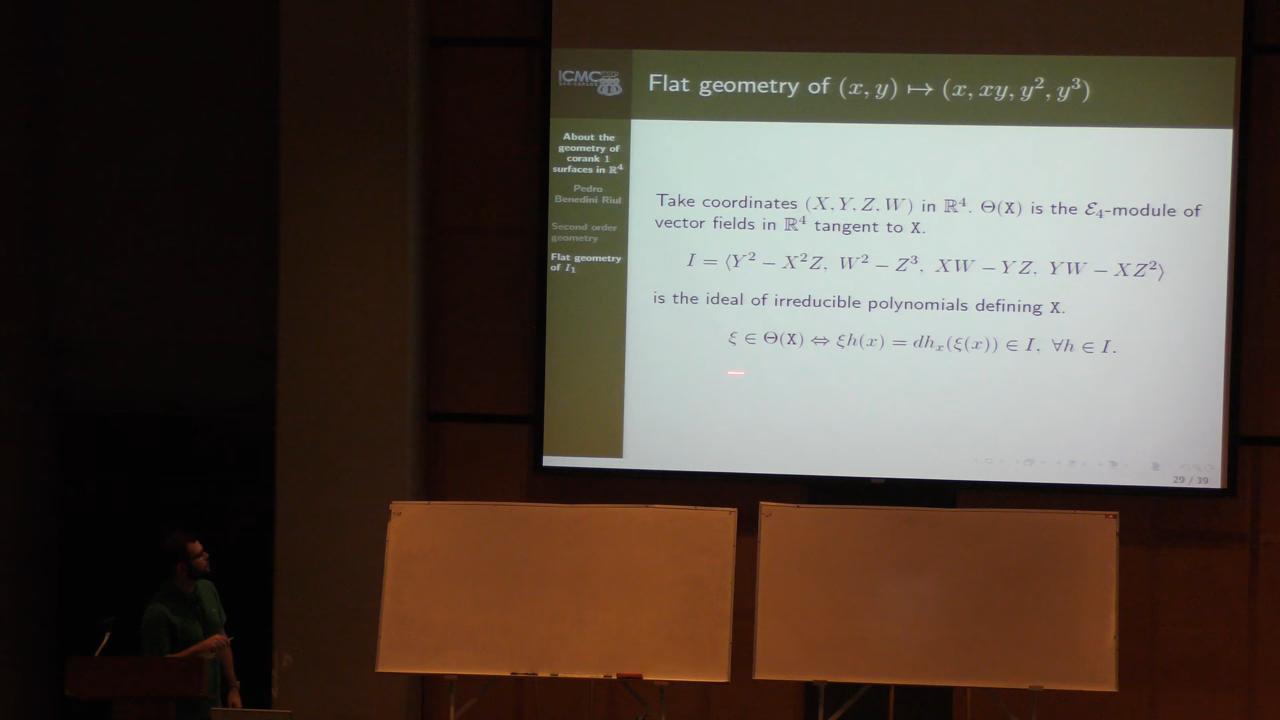 ICMC
SÃO CARLOS
Flat geometry of (x, y) ↦ (x, xy, y², y³)
About the
geometry of
corank 1
surfaces in ℝ⁴
Pedro
Benedini Riul
Second order
geometry
Flat geometry
of I₁
Take coordinates (X, Y, Z, W) in ℝ⁴. Θ(X) is the ℰ₄-module of
vector fields in ℝ⁴ tangent to X.
I = ⟨Y² − X²Z, W² − Z³, XW − YZ, YW − XZ²⟩
is the ideal of irreducible polynomials defining X.
ξ ∈ Θ(X) ⇔ ξh(x) = dhₓ(ξ(x)) ∈ I, ∀h ∈ I.
29 / 39